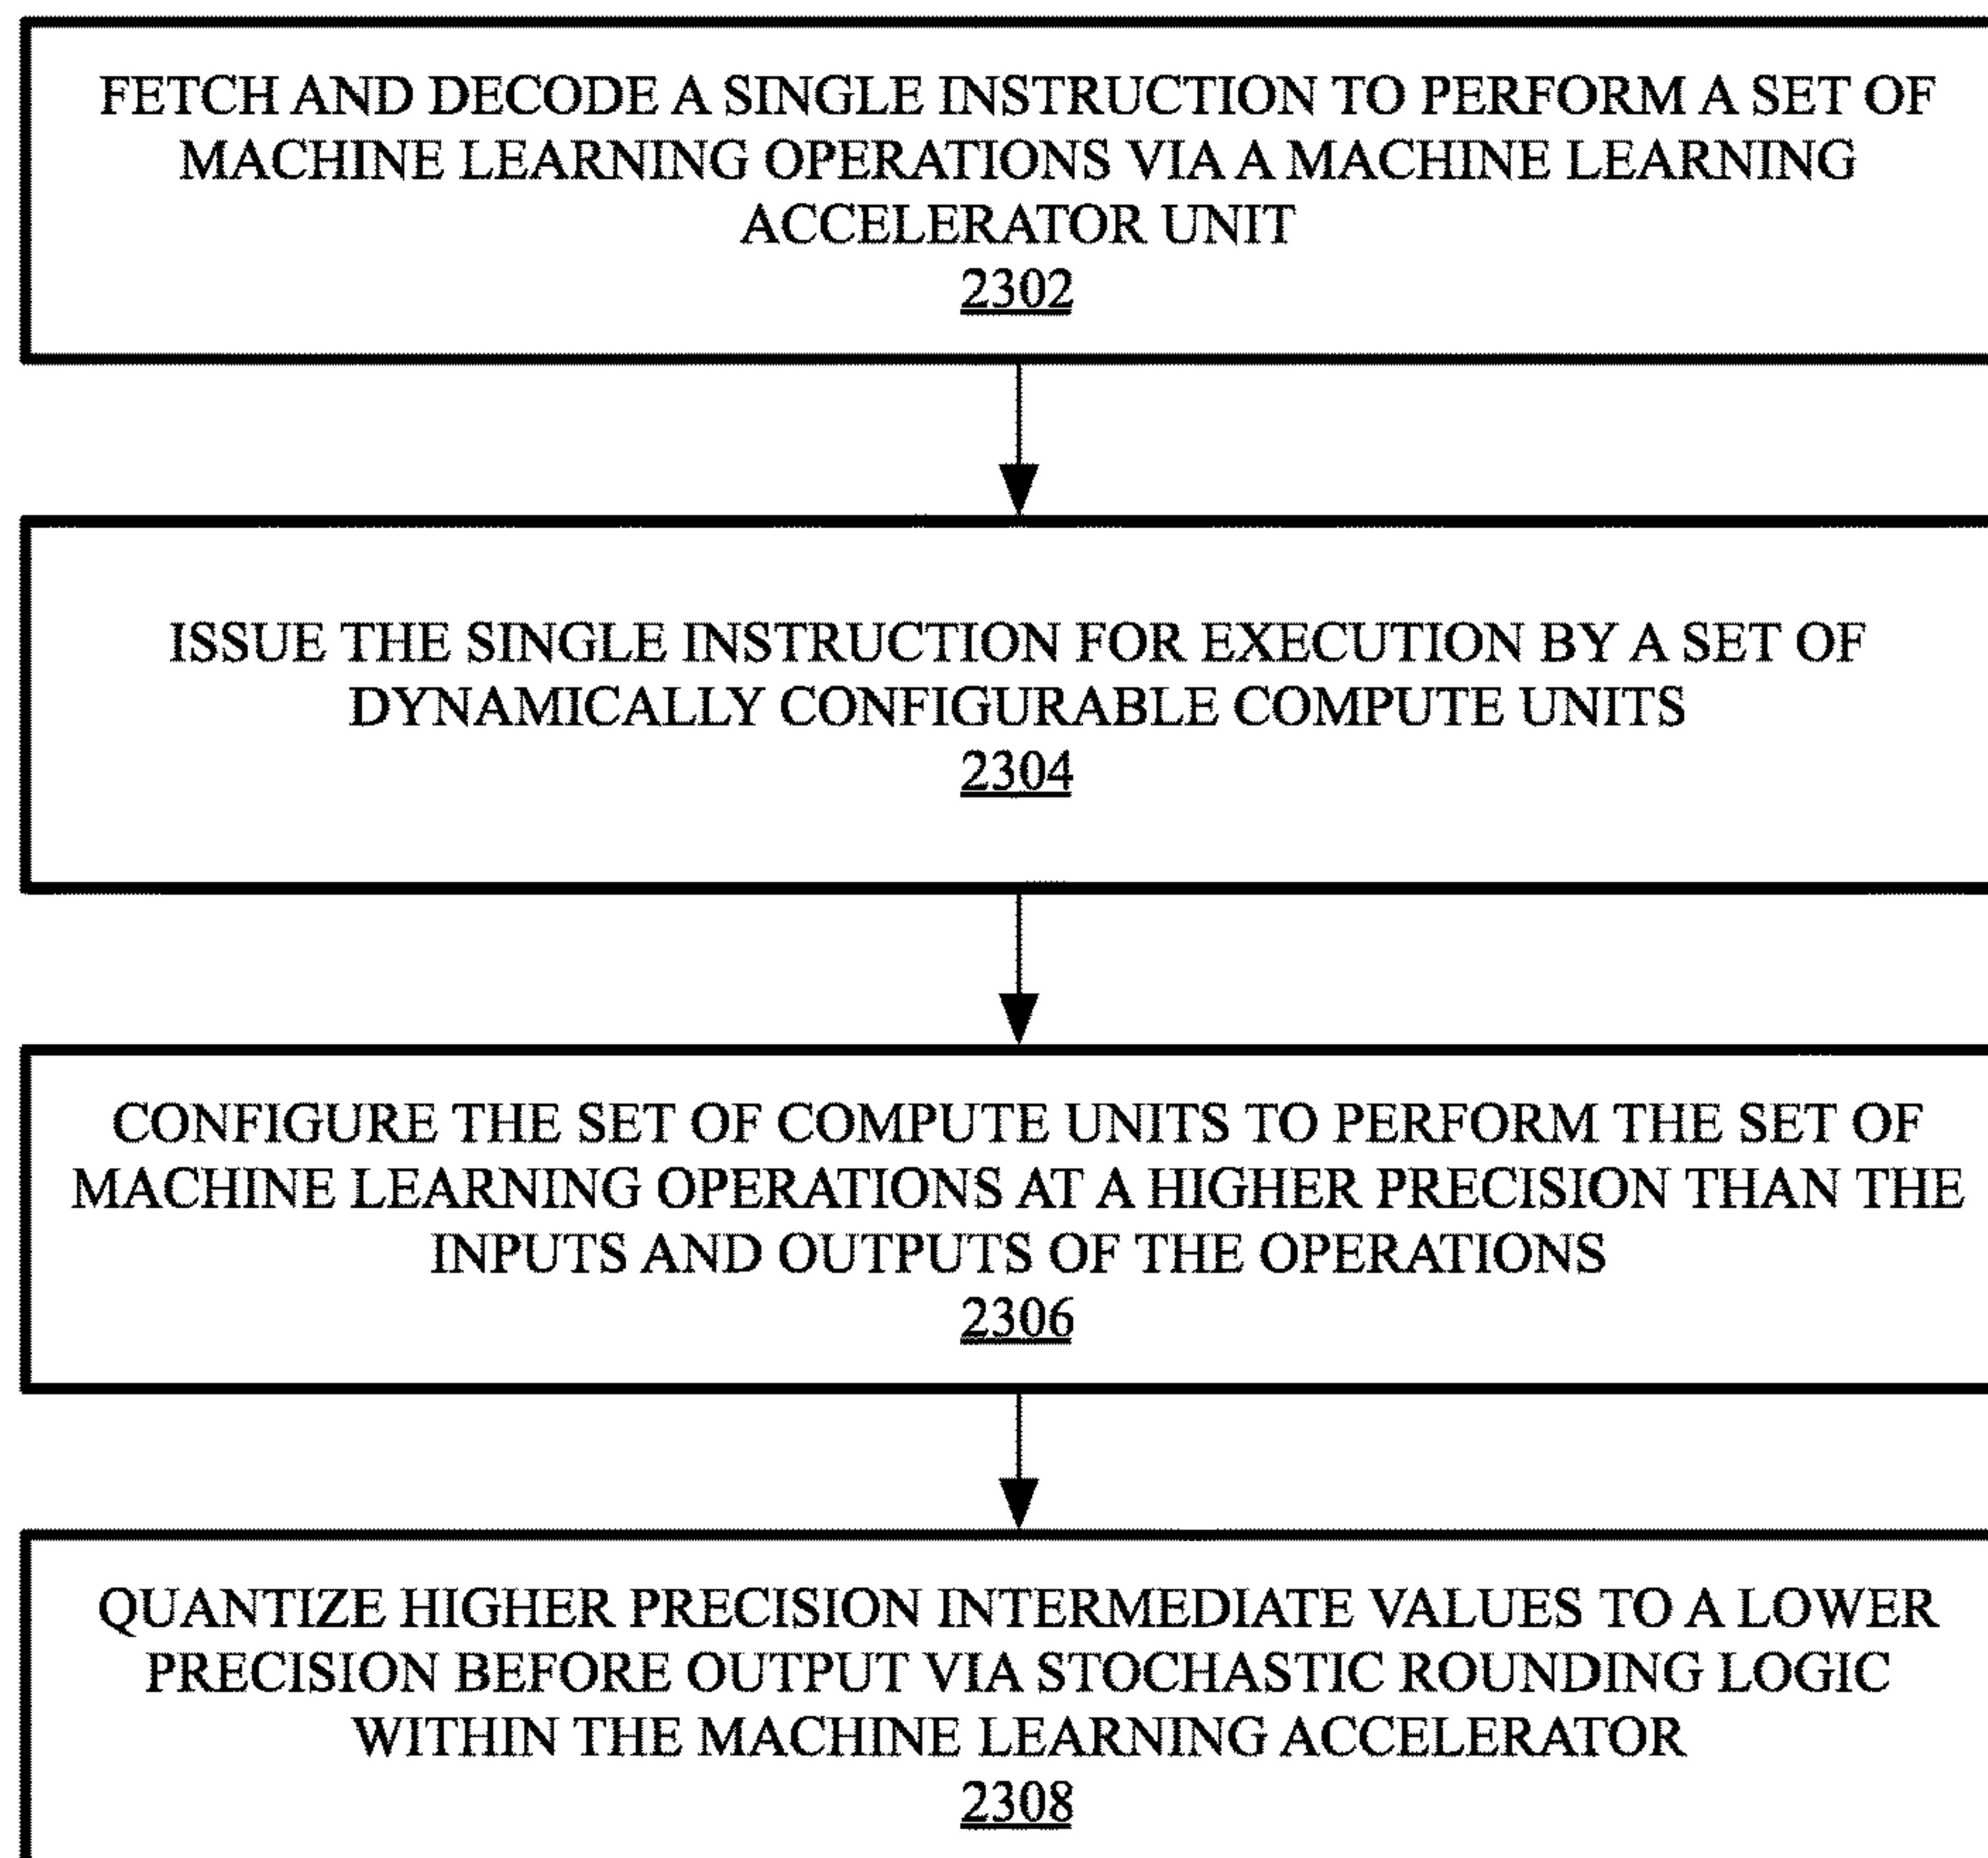 FETCH AND DECODE A SINGLE INSTRUCTION TO PERFORM A SET OF
MACHINE LEARNING OPERATIONS VIA A MACHINE LEARNING
ACCELERATOR UNIT
2302
ISSUE THE SINGLE INSTRUCTION FOR EXECUTION BY A SET OF
DYNAMICALLY CONFIGURABLE COMPUTE UNITS
2304
CONFIGURE THE SET OF COMPUTE UNITS TO PERFORM THE SET OF
MACHINE LEARNING OPERATIONS AT A HIGHER PRECISION THAN THE
INPUTS AND OUTPUTS OF THE OPERATIONS
2306
QUANTIZE HIGHER PRECISION INTERMEDIATE VALUES TO A LOWER
PRECISION BEFORE OUTPUT VIA STOCHASTIC ROUNDING LOGIC
WITHIN THE MACHINE LEARNING ACCELERATOR
2308